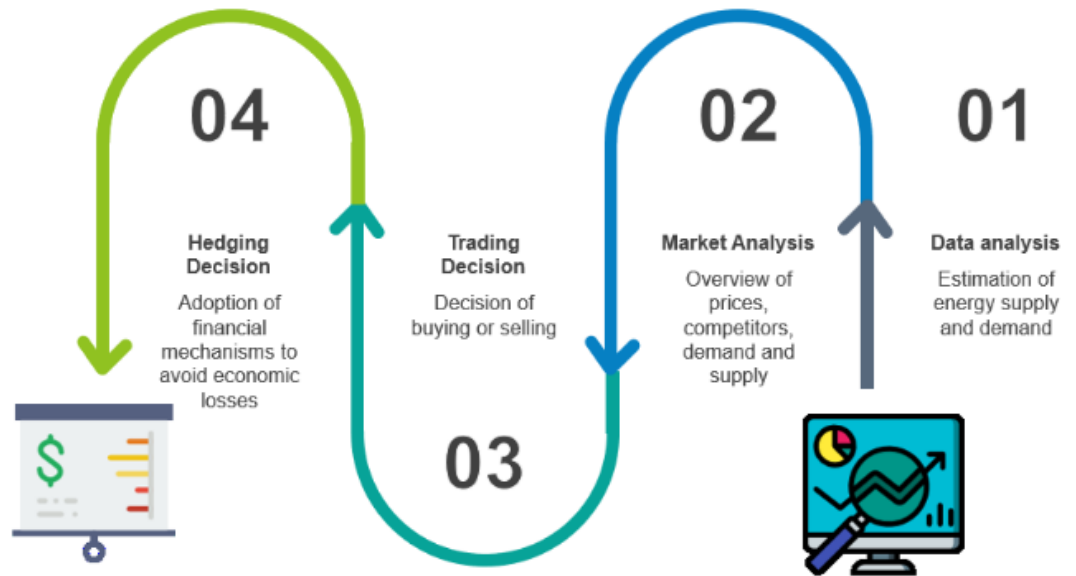 01
Data analysis
Estimation of
energy supply
and demand
02
Market Analysis
Overview of
prices,
competitors,
demand and
supply
03
Trading
Decision
Decision of
buying or selling
04
Hedging
Decision
Adoption of
financial
mechanisms to
avoid economic
losses
$